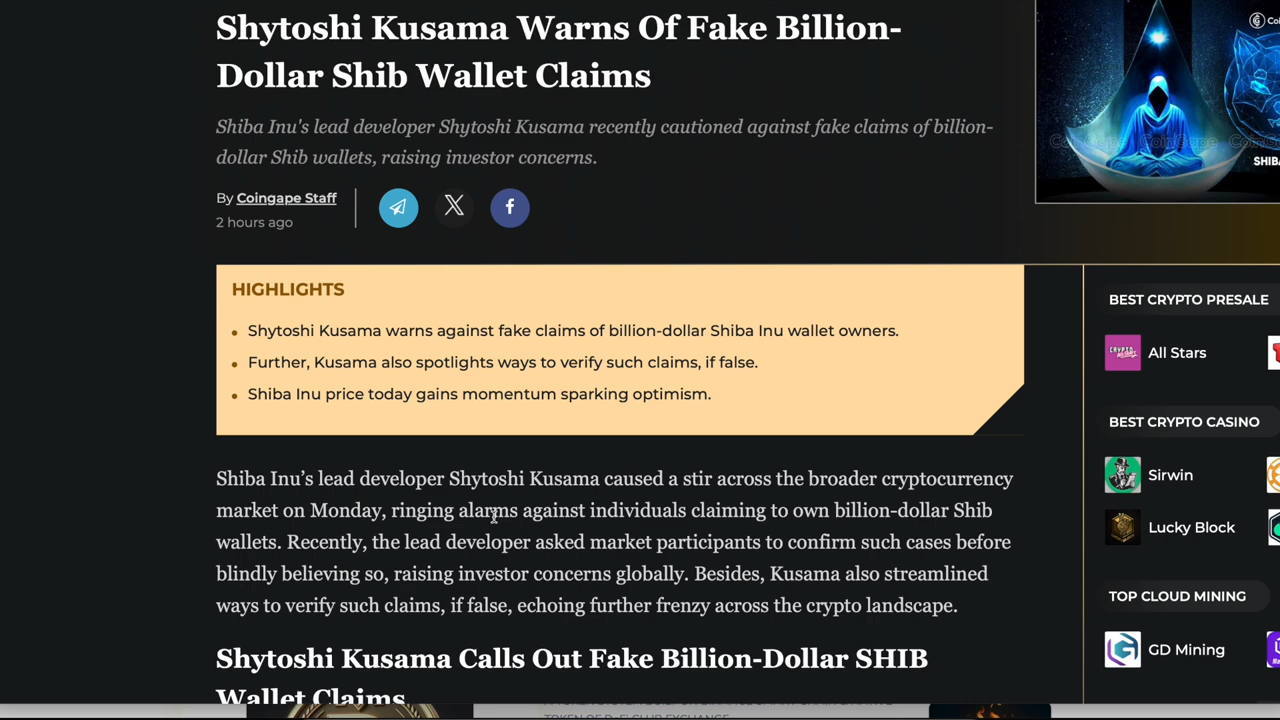 Shytoshi Kusama Warns Of Fake Billion-
Dollar Shib Wallet Claims
Shiba Inu's lead developer Shytoshi Kusama recently cautioned against fake claims of billion-
dollar Shib wallets, raising investor concerns.
By Coingape Staff
2 hours ago
HIGHLIGHTS
Shytoshi Kusama warns against fake claims of billion-dollar Shiba Inu wallet owners.
Further, Kusama also spotlights ways to verify such claims, if false.
Shiba Inu price today gains momentum sparking optimism.
Shiba Inu’s lead developer Shytoshi Kusama caused a stir across the broader cryptocurrency
market on Monday, ringing alarms against individuals claiming to own billion-dollar Shib
wallets. Recently, the lead developer asked market participants to confirm such cases before
blindly believing so, raising investor concerns globally. Besides, Kusama also streamlined
ways to verify such claims, if false, echoing further frenzy across the crypto landscape.
Shytoshi Kusama Calls Out Fake Billion-Dollar SHIB
Wallet Claims
CoinGape CoinGape
SHIBA
BEST CRYPTO PRESALE
All Stars
BEST CRYPTO CASINO
Sirwin
Lucky Block
TOP CLOUD MINING
GD Mining